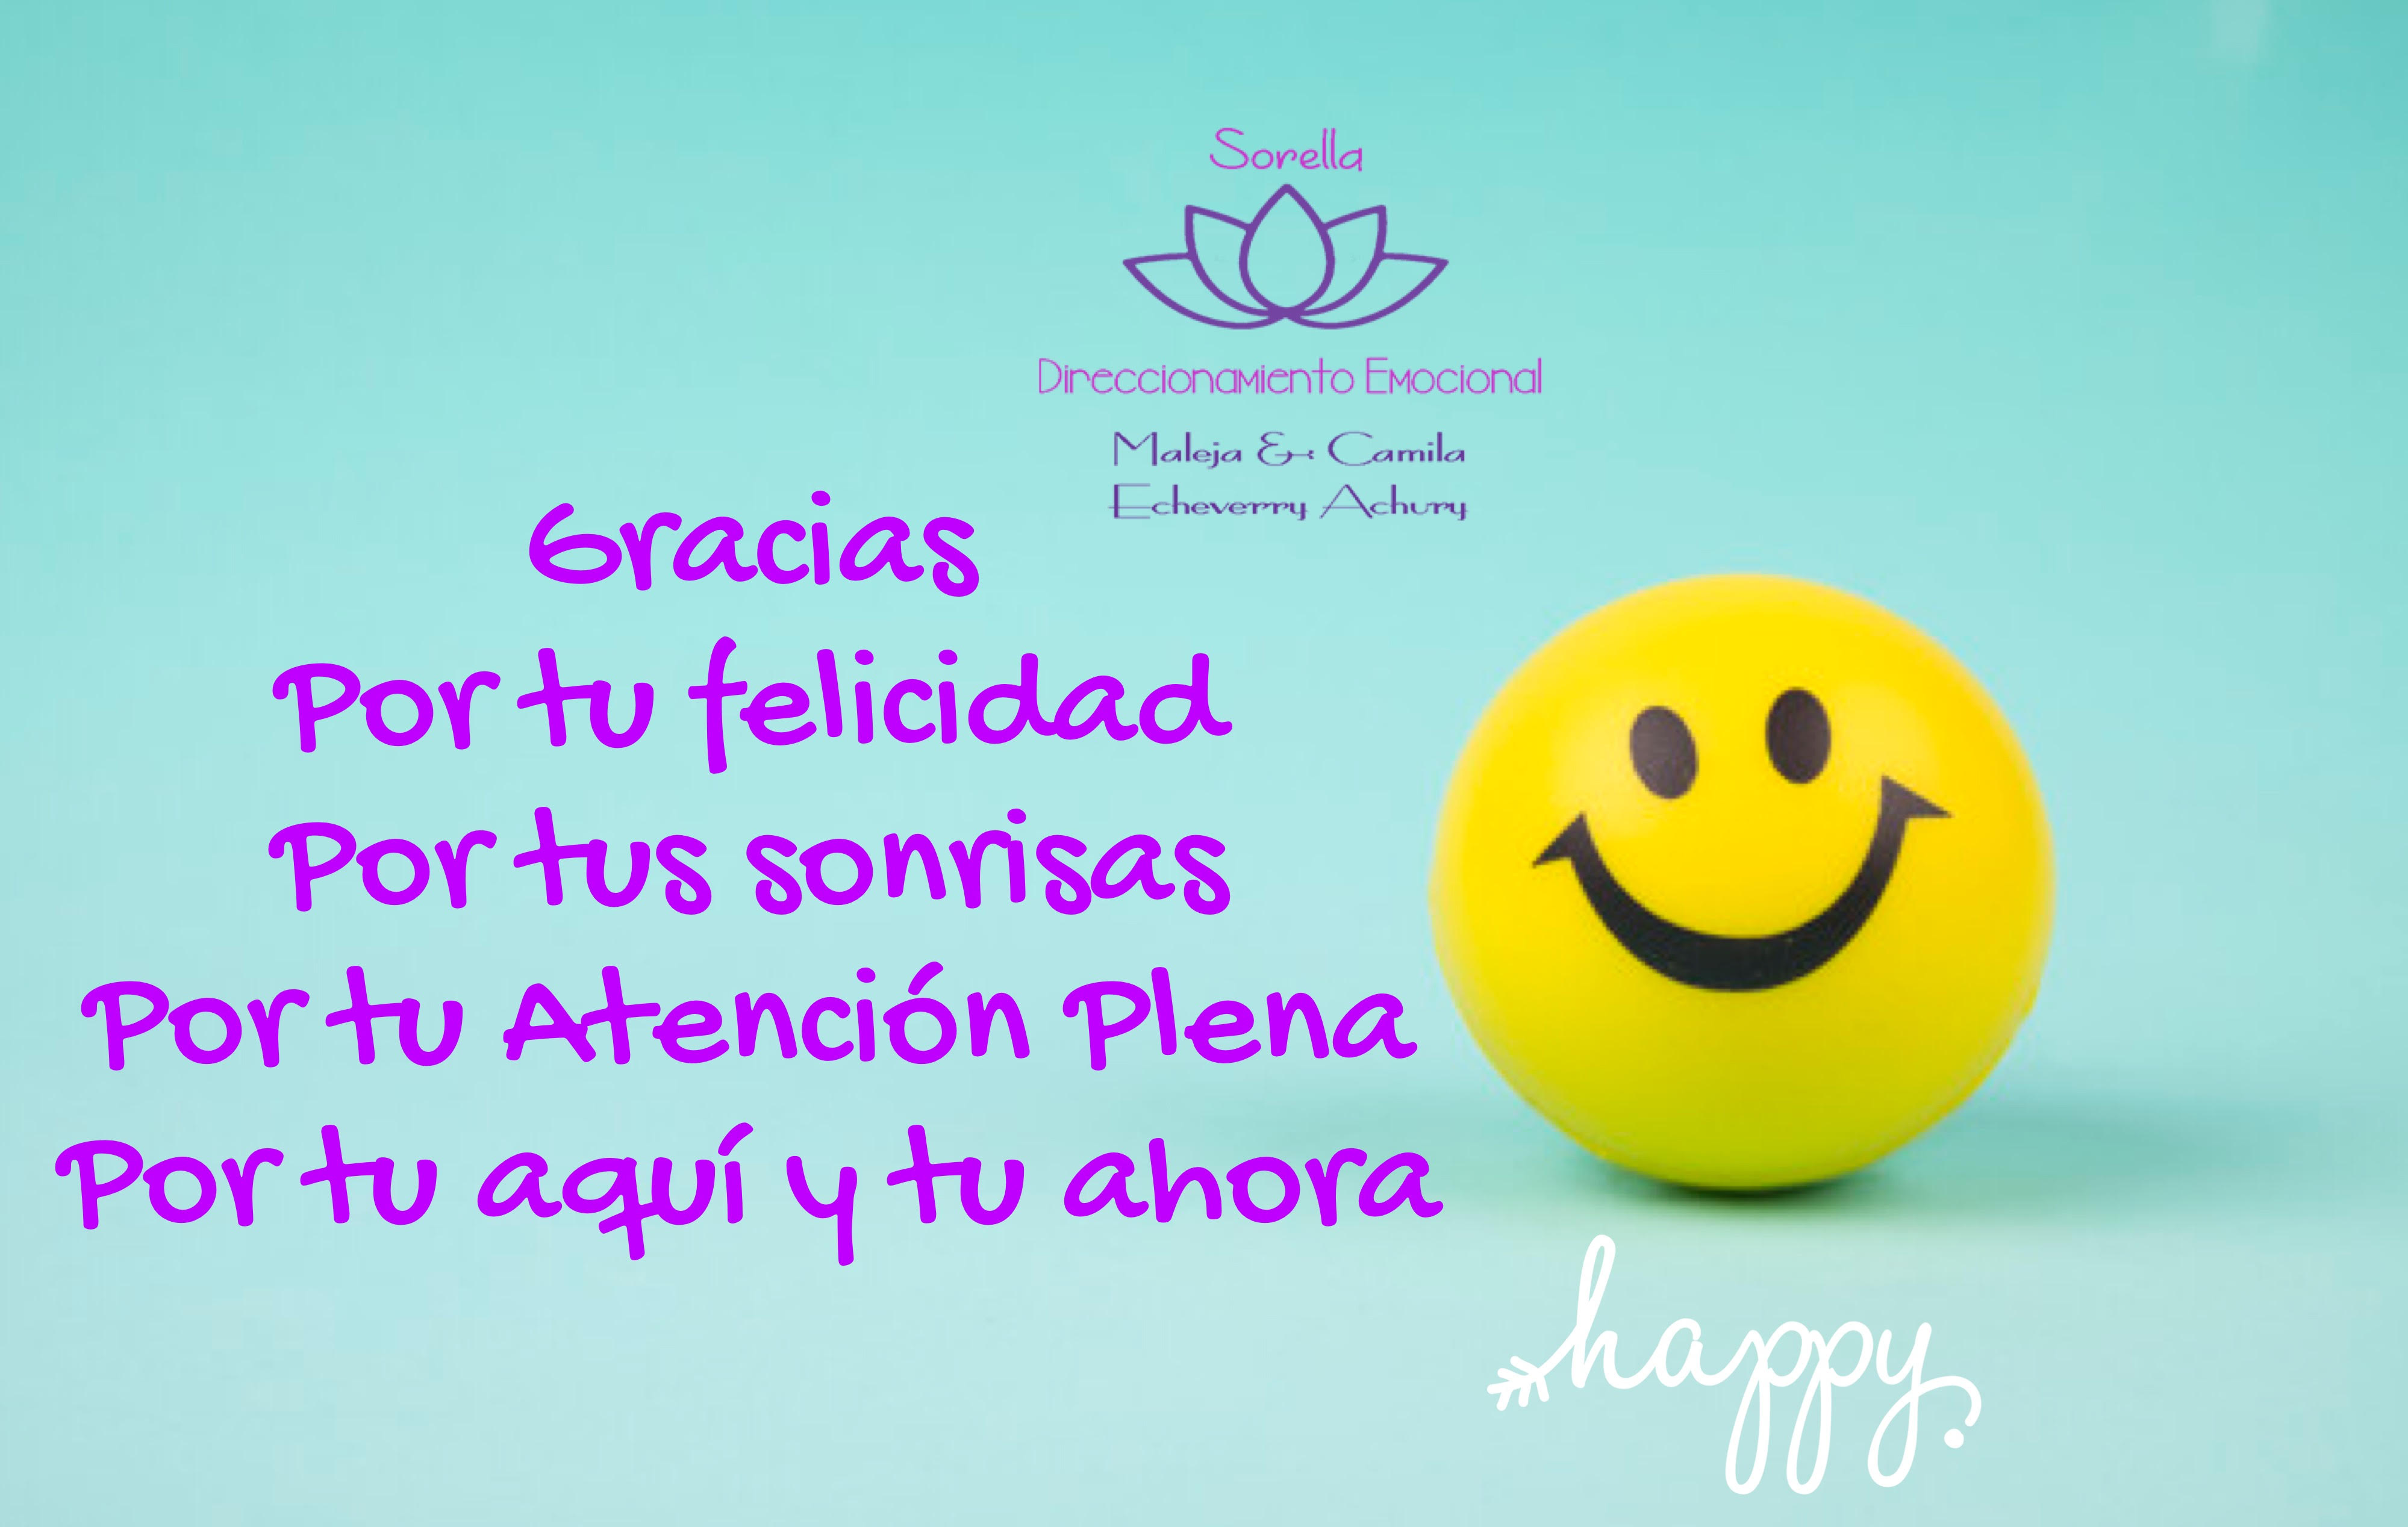 Sorella
Direccionamiento Emocional
Maleja & Camila
Echeverry Achury
Gracias
Por tu felicidad
Por tus sonrisas
Por tu Atención Plena
Por tu aquí y tu ahora
happy